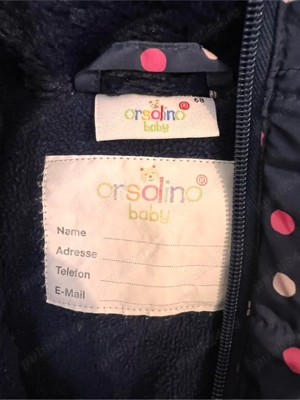 orsolino®
baby
68
orsolino®
baby
Name
Adresse
Telefon
E-Mail